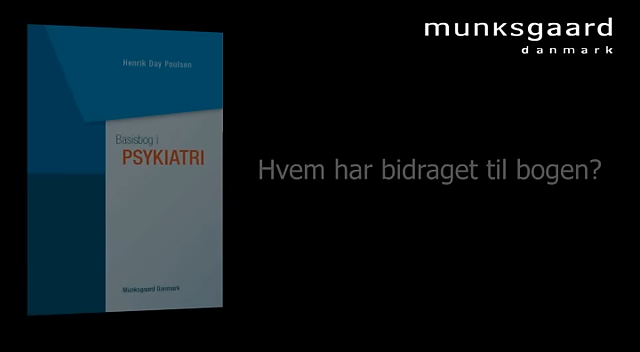 munksgaard
danmark
Henrik Day Poulsen
Basisbog i
PSYKIATRI
Munksgaard Danmark
Hvem har bidraget til bogen?